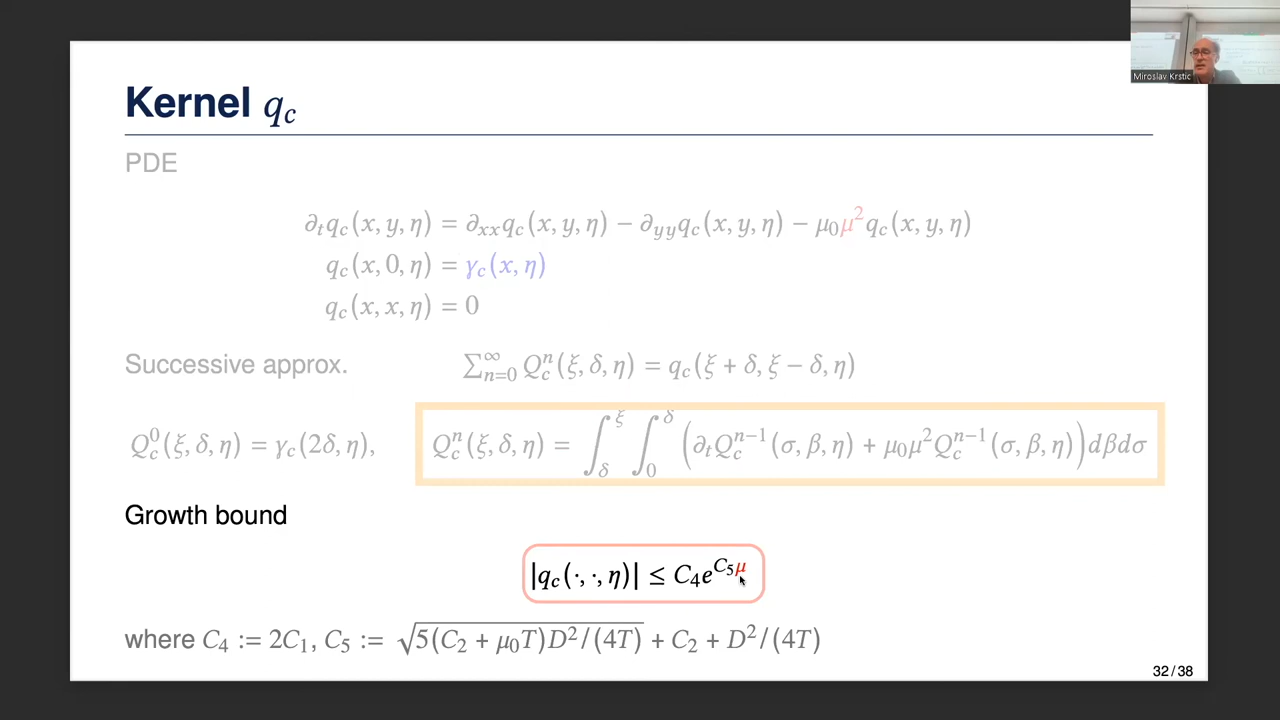 Miroslav Krstic
Kernel q_c
PDE
∂_t q_c(x, y, η) = ∂_xx q_c(x, y, η) − ∂_yy q_c(x, y, η) − μ_0 μ^2 q_c(x, y, η)
q_c(x, 0, η) = γ_c(x, η)
q_c(x, x, η) = 0
Successive approx. ∑_{n=0}^∞ Q_c^n(ξ, δ, η) = q_c(ξ + δ, ξ − δ, η)
Q_c^0(ξ, δ, η) = γ_c(2δ, η), Q_c^n(ξ, δ, η) = ∫_δ^ξ ∫_0^δ (∂_t Q_c^{n−1}(σ, β, η) + μ_0 μ^2 Q_c^{n−1}(σ, β, η)) dβdσ
Growth bound
|q_c(·, ·, η)| ≤ C_4 e^{C_5 μ}
where C_4 := 2C_1, C_5 := √(5(C_2 + μ_0 T)D^2/(4T)) + C_2 + D^2/(4T)
32/38